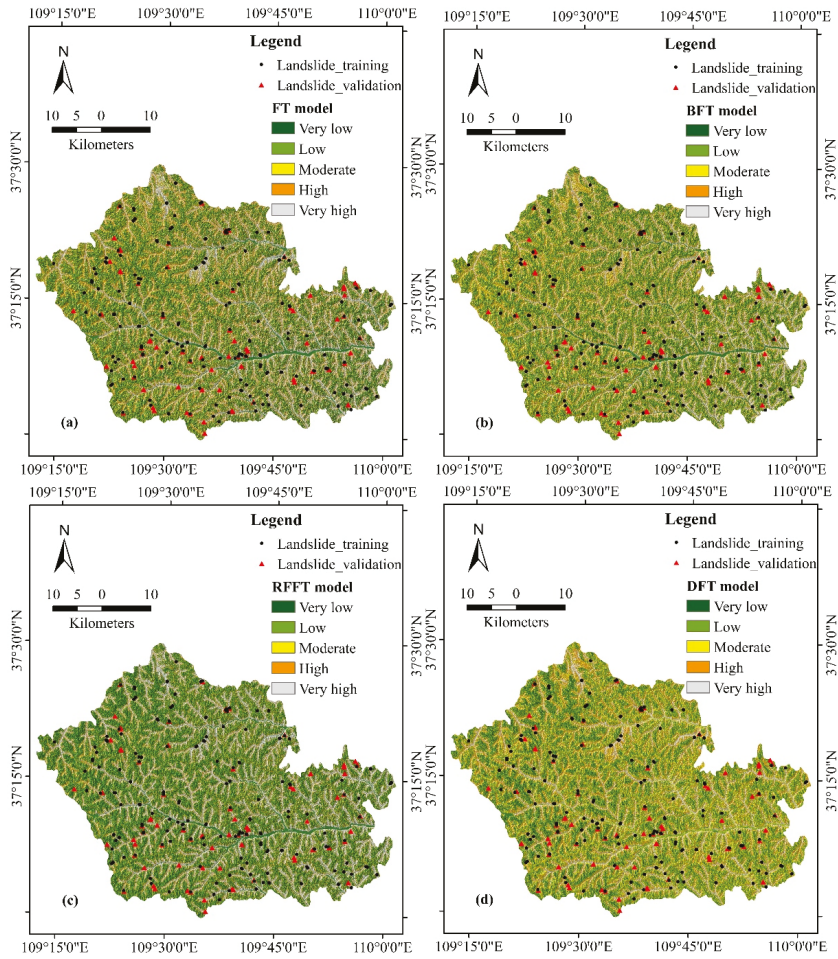 109°15'0"E 109°30'0"E 109°45'0"E 110°0'0"E
Legend
N
Landslide_training
Landslide_validation
10 5 0 10
Kilometers
FT model
Very low
Low
Moderate
High
Very high
37°30'0"N
37°15'0"N
(a)
109°15'0"E 109°30'0"E 109°45'0"E 110°0'0"E
109°15'0"E 109°30'0"E 109°45'0"E 110°0'0"E
Legend
N
Landslide_training
Landslide_validation
10 5 0 10
Kilometers
BFT model
Very low
Low
Moderate
High
Very high
37°30'0"N
37°15'0"N
37°30'0"N
37°15'0"N
(b)
109°15'0"E 109°30'0"E 109°45'0"E 110°0'0"E
109°15'0"E 109°30'0"E 109°45'0"E 110°0'0"E
Legend
N
Landslide_training
Landslide_validation
10 5 0 10
Kilometers
RFFT model
Very low
Low
Moderate
High
Very high
37°30'0"N
37°15'0"N
(c)
109°15'0"E 109°30'0"E 109°45'0"E 110°0'0"E
Legend
N
Landslide_training
Landslide_validation
10 5 0 10
Kilometers
DFT model
Very low
Low
Moderate
High
Very high
37°30'0"N
37°15'0"N
37°30'0"N
37°15'0"N
(d)
109°15'0"E 109°30'0"E 109°45'0"E 110°0'0"E